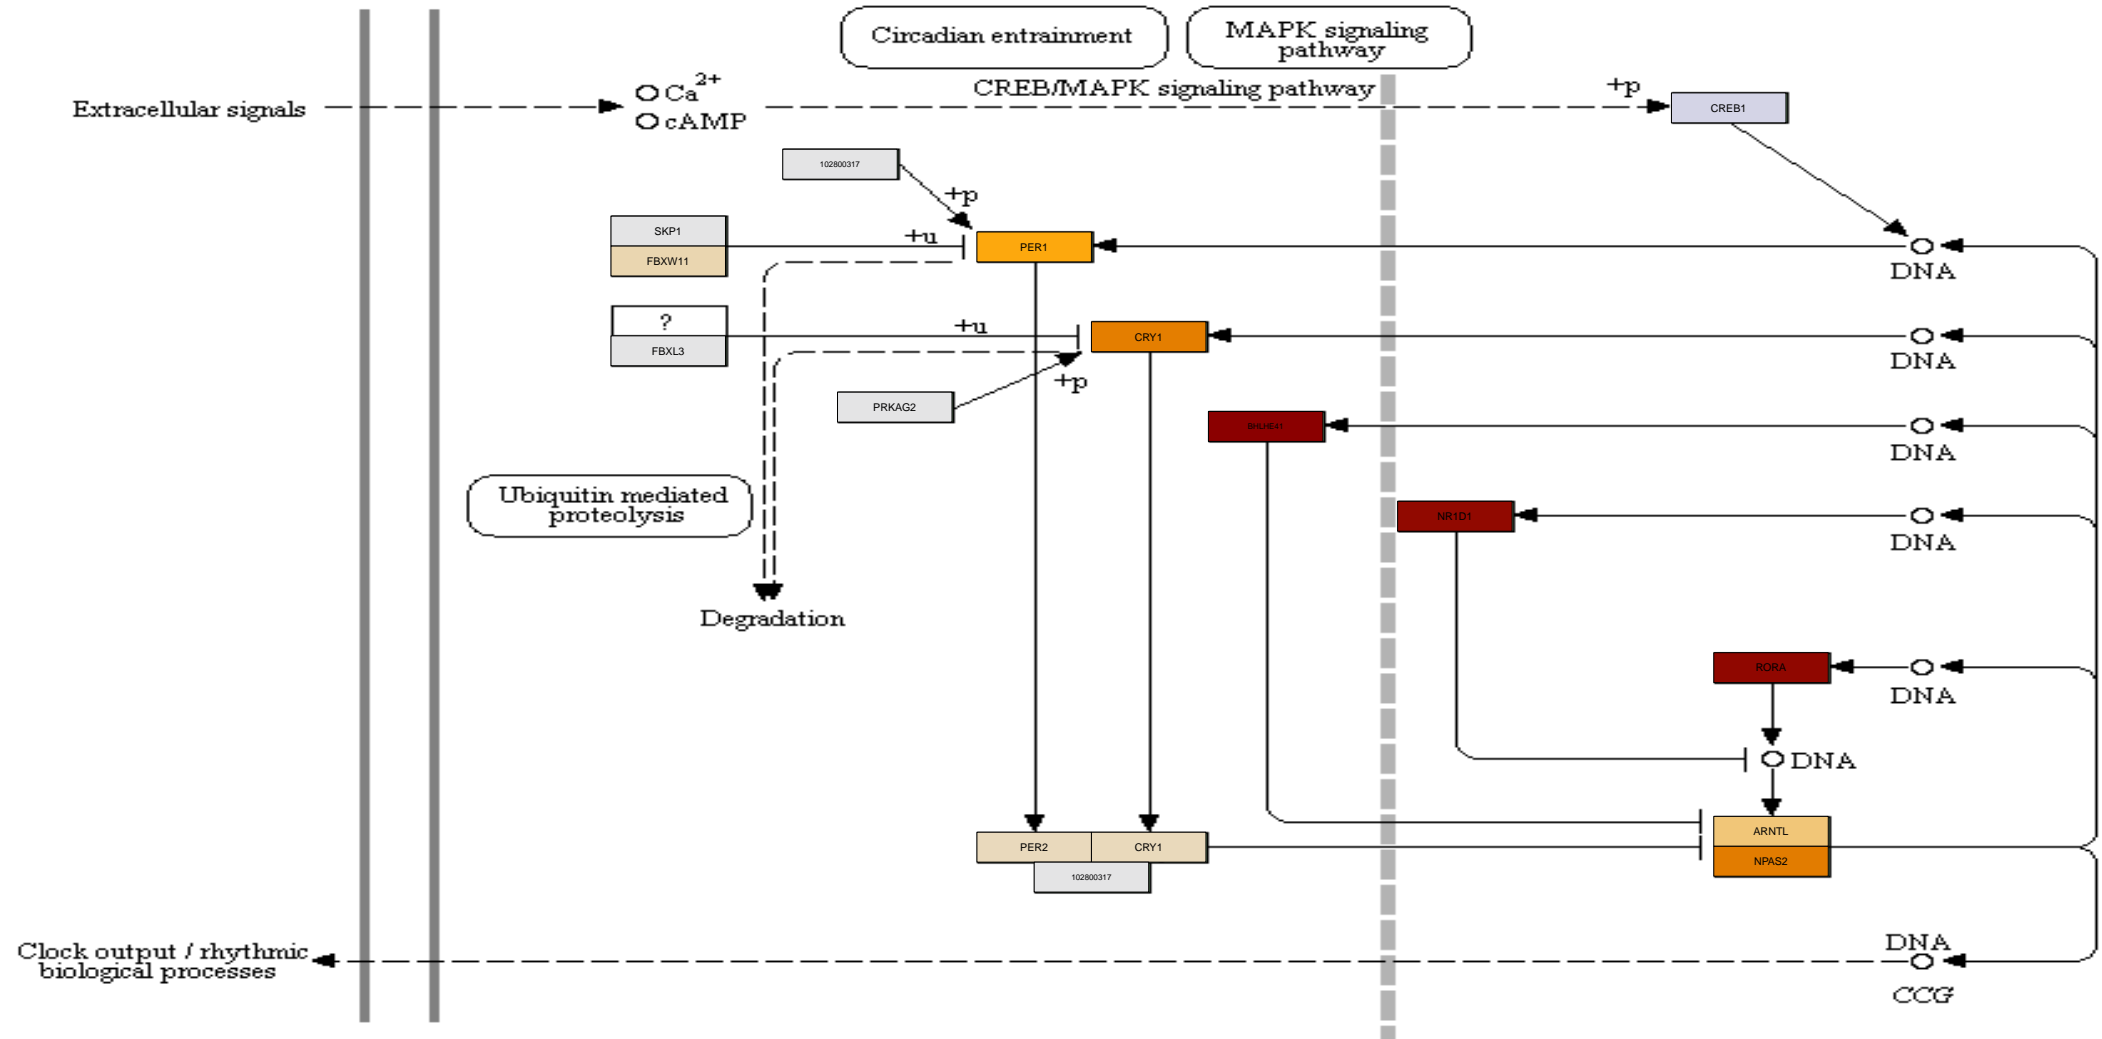 Circadian entrainment
MAPK signaling
pathway
Extracellular signals
Ca2+
cAMP
CREB/MAPK signaling pathway
+p
CREB1
102800317
+p
SKP1
FBXW11
+u
PER1
DNA
?
FBXL3
+u
CRY1
DNA
+p
PRKAG2
BHLHE41
DNA
Ubiquitin mediated
proteolysis
NR1D1
DNA
Degradation
RORA
DNA
DNA
ARNTL
NPAS2
PER2
CRY1
102800317
Clock output / rhythmic
biological processes
DNA
CCG